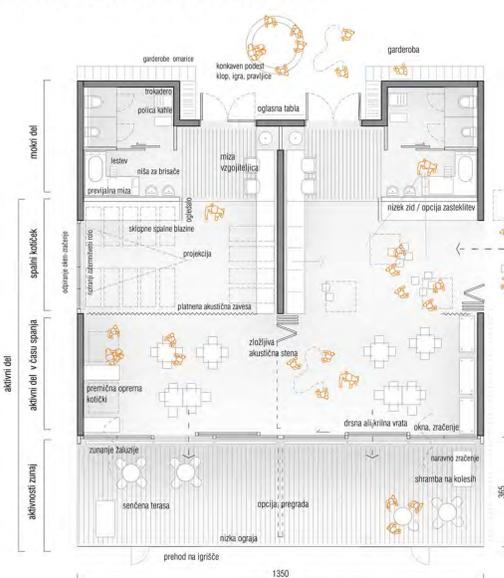 garderobe omarice
konkaven podest
klop, igra, pravljice
garderoba
trokadero
polica kahle
oglasna tabla
mokri del
lestev
niša za brisače
previjalna miza
miza
vzgojiteljica
nizek zid / opcija zasteklitev
ogledalo
spalni kotiček
odpiranje oken-zračenje
sklopne spalne blazine
projekcija
platnena akustična zavesa
zložljiva
akustična stena
aktivni del
aktivni del v času spanja
premična oprema
kotički
drsna ali krilna vrata
okna, zračenje
zunanje žaluzije
naravno zračenje
shramba na kolesih
aktivnosti zunaj
senčena terasa
opcija, pregrada
nizka ograja
365
prehod na igrišče
1350